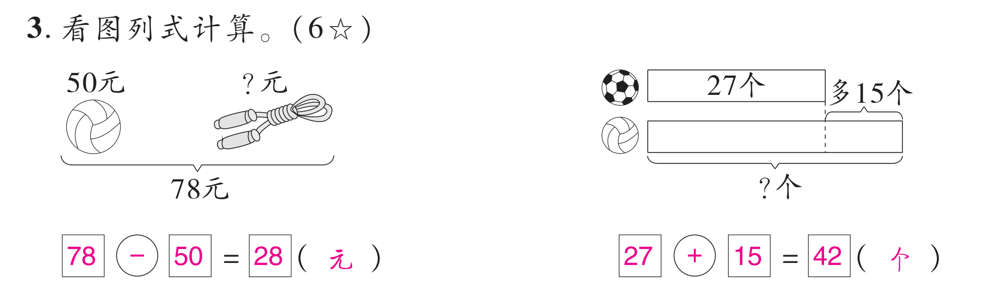 3. 看图列式计算。(6☆)
50元 ?元
78元
78 - 50 = 28 ( 元 )
27个
多15个
?个
27 + 15 = 42 ( 个 )